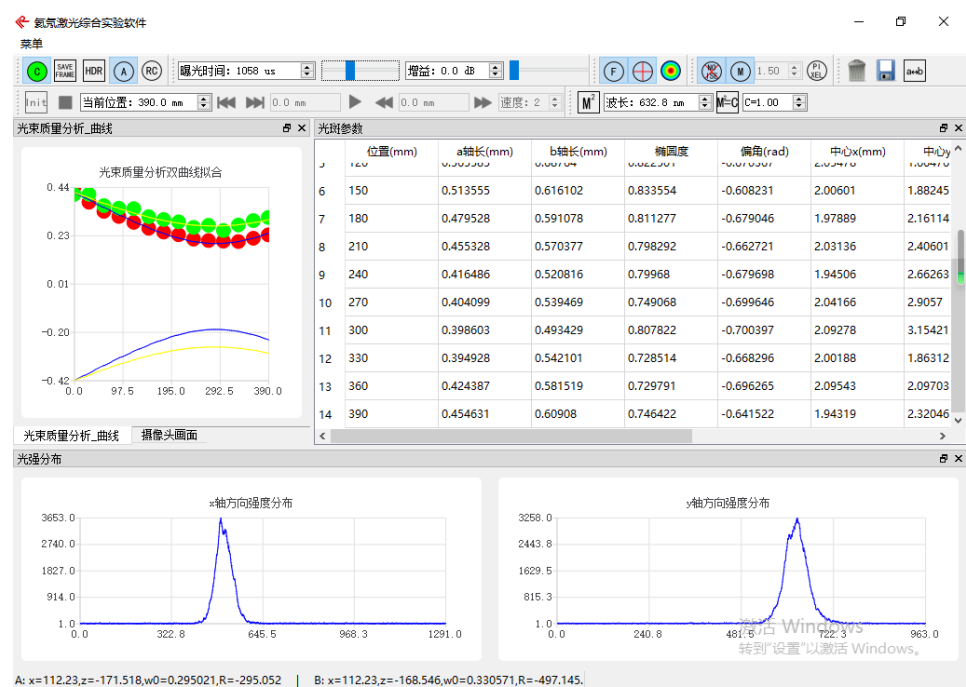 氦氖激光综合实验软件
菜单
C SAVE FRAME HDR A RC 曝光时间: 1058 us 增益: 0.0 dB F NOISE M 1.50 PIXEL a↔b
Init 当前位置: 390.0 mm 0.0 mm 0.0 mm 速度: 2 M² 波长: 632.8 nm M²=C C=1.00
光束质量分析_曲线
光束质量分析双曲线拟合
0.44
0.23
0.01
-0.20
-0.42
0.0 97.5 195.0 292.5 390.0
光束质量分析_曲线 摄像头画面
光斑参数
位置(mm) a轴长(mm) b轴长(mm) 椭圆度 偏角(rad) 中心x(mm) 中心y
6 150 0.513555 0.616102 0.833554 -0.608231 2.00601 1.88245
7 180 0.479528 0.591078 0.811277 -0.679046 1.97889 2.16114
8 210 0.455328 0.570377 0.798292 -0.662721 2.03136 2.40601
9 240 0.416486 0.520816 0.79968 -0.679698 1.94506 2.66263
10 270 0.404099 0.539469 0.749068 -0.699646 2.04166 2.9057
11 300 0.398603 0.493429 0.807822 -0.700397 2.09278 3.15421
12 330 0.394928 0.542101 0.728514 -0.668296 2.00188 1.86312
13 360 0.424387 0.581519 0.729791 -0.696265 2.09543 2.09703
14 390 0.454631 0.60908 0.746422 -0.641522 1.94319 2.32046
光强分布
x轴方向强度分布
3653.0
2740.0
1827.0
914.0
1.0
0.0 322.8 645.5 968.3 1291.0
y轴方向强度分布
3258.0
2443.8
1629.5
815.3
1.0
0.0 240.8 481.5 722.3 963.0
激活 Windows
转到"设置"以激活 Windows。
A: x=112.23,z=-171.518,w0=0.295021,R=-295.052 | B: x=112.23,z=-168.546,w0=0.330571,R=-497.145.